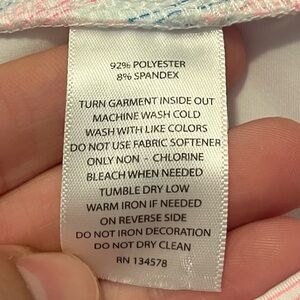 92% POLYESTER
8% SPANDEX
TURN GARMENT INSIDE OUT
MACHINE WASH COLD
WASH WITH LIKE COLORS
DO NOT USE FABRIC SOFTENER
ONLY NON - CHLORINE
BLEACH WHEN NEEDED
TUMBLE DRY LOW
WARM IRON IF NEEDED
ON REVERSE SIDE
DO NOT IRON DECORATION
DO NOT DRY CLEAN
RN 134578